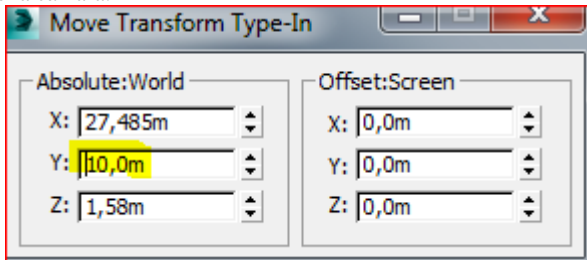 Move Transform Type-In
Absolute:World
X: 27,485m
Y: 10,0m
Z: 1,58m
Offset:Screen
X: 0,0m
Y: 0,0m
Z: 0,0m